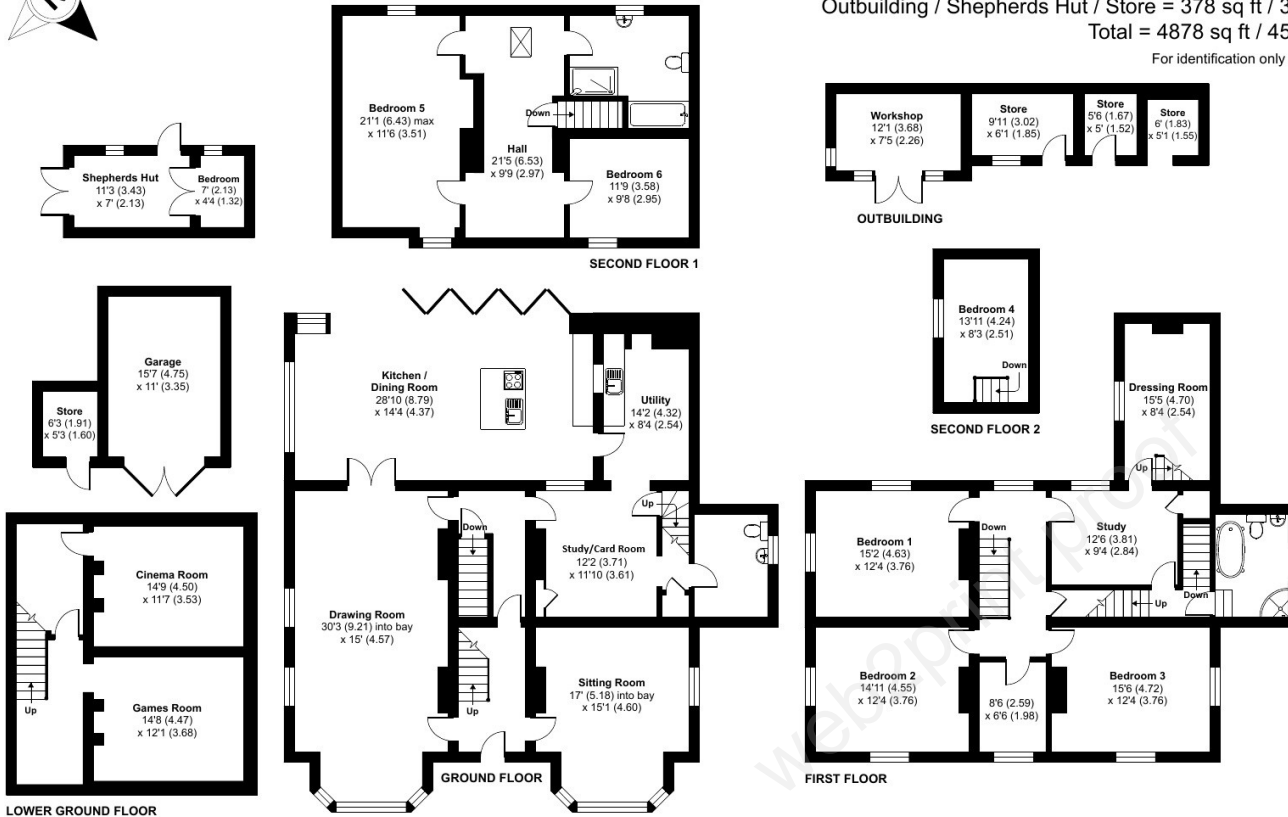 Outbuilding / Shepherds Hut / Store = 378 sq ft / 3
Total = 4878 sq ft / 45
For identification only
Bedroom 5
21'1 (6.43) max
x 11'6 (3.51)
Down
Hall
21'5 (6.53)
x 9'9 (2.97)
Bedroom 6
11'9 (3.58)
x 9'8 (2.95)
SECOND FLOOR 1
Workshop
12'1 (3.68)
x 7'5 (2.26)
Store
9'11 (3.02)
x 6'1 (1.85)
Store
5'6 (1.67)
x 5' (1.52)
Store
6' (1.83)
x 5'1 (1.55)
OUTBUILDING
Shepherds Hut
11'3 (3.43)
x 7' (2.13)
Bedroom
7' (2.13)
x 4'4 (1.32)
Garage
15'7 (4.75)
x 11' (3.35)
Store
6'3 (1.91)
x 5'3 (1.60)
Kitchen /
Dining Room
28'10 (8.79)
x 14'4 (4.37)
Utility
14'2 (4.32)
x 8'4 (2.54)
Bedroom 4
13'11 (4.24)
x 8'3 (2.51)
Down
SECOND FLOOR 2
Dressing Room
15'5 (4.70)
x 8'4 (2.54)
Up
Cinema Room
14'9 (4.50)
x 11'7 (3.53)
Games Room
14'8 (4.47)
x 12'1 (3.68)
Up
LOWER GROUND FLOOR
Drawing Room
30'3 (9.21) into bay
x 15' (4.57)
Down
Up
Study/Card Room
12'2 (3.71)
x 11'10 (3.61)
Up
Sitting Room
17' (5.18) into bay
x 15'1 (4.60)
GROUND FLOOR
Bedroom 1
15'2 (4.63)
x 12'4 (3.76)
Down
Study
12'6 (3.81)
x 9'4 (2.84)
Up
Down
Bedroom 2
14'11 (4.55)
x 12'4 (3.76)
8'6 (2.59)
x 6'6 (1.98)
Bedroom 3
15'6 (4.72)
x 12'4 (3.76)
FIRST FLOOR
web2print proof